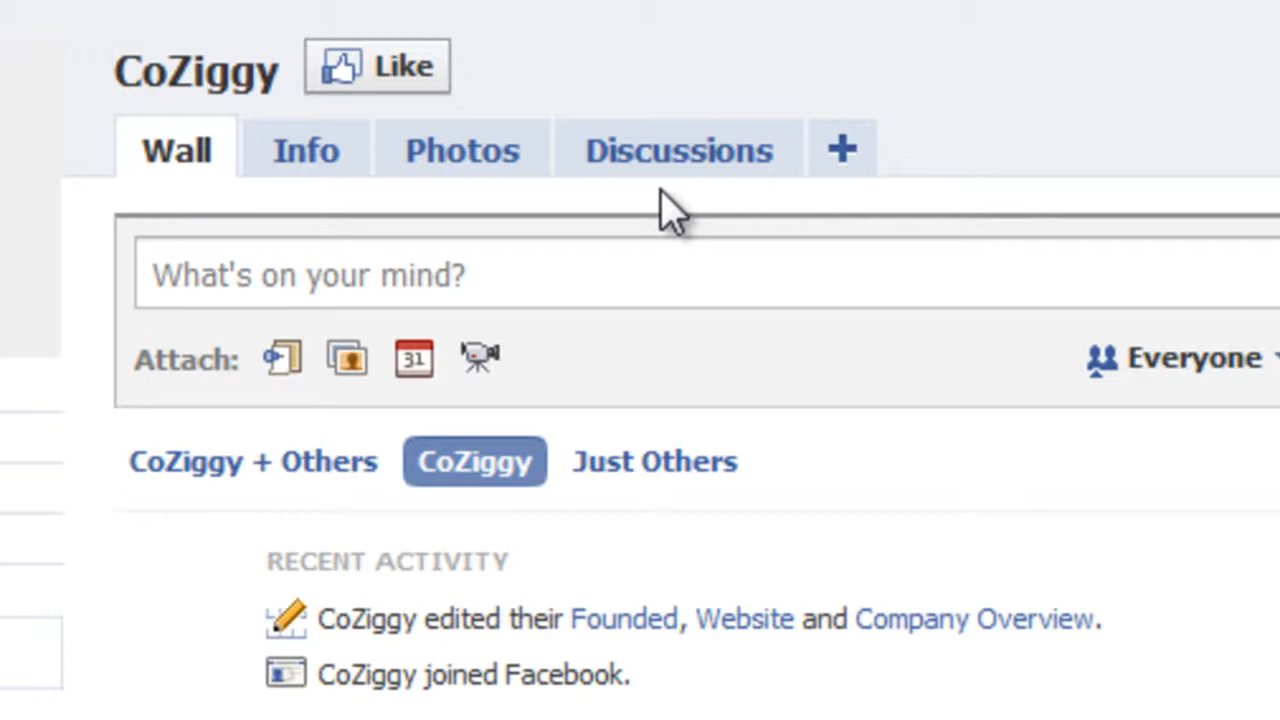 CoZiggy Like
Wall Info Photos Discussions +
What's on your mind?
Attach: 31 Everyone
CoZiggy + Others CoZiggy Just Others
RECENT ACTIVITY
CoZiggy edited their Founded, Website and Company Overview.
CoZiggy joined Facebook.